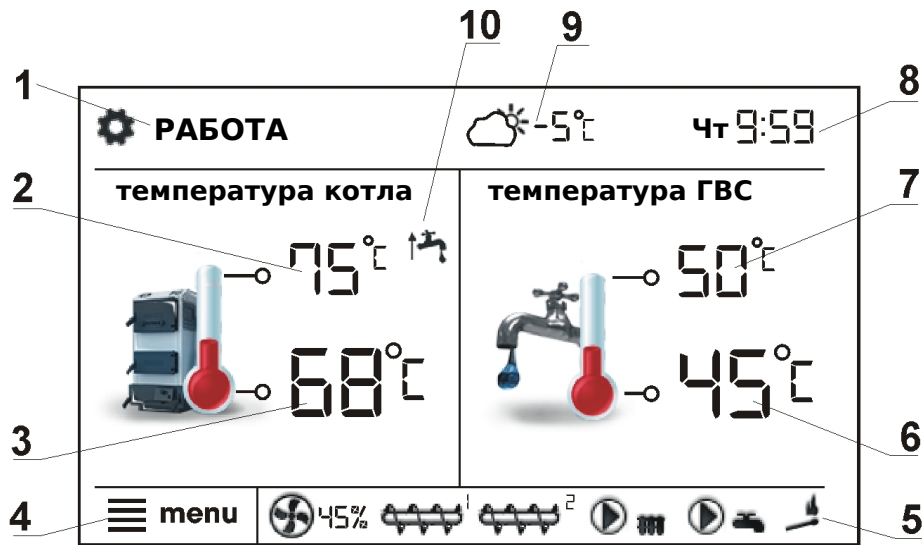 10 9
1 8
РАБОТА -5°C Чт 9:59
2 7
температура котла температура ГВС
75°C 50°C
68°C 45°C
3 6
4 5
menu 45% 1 2